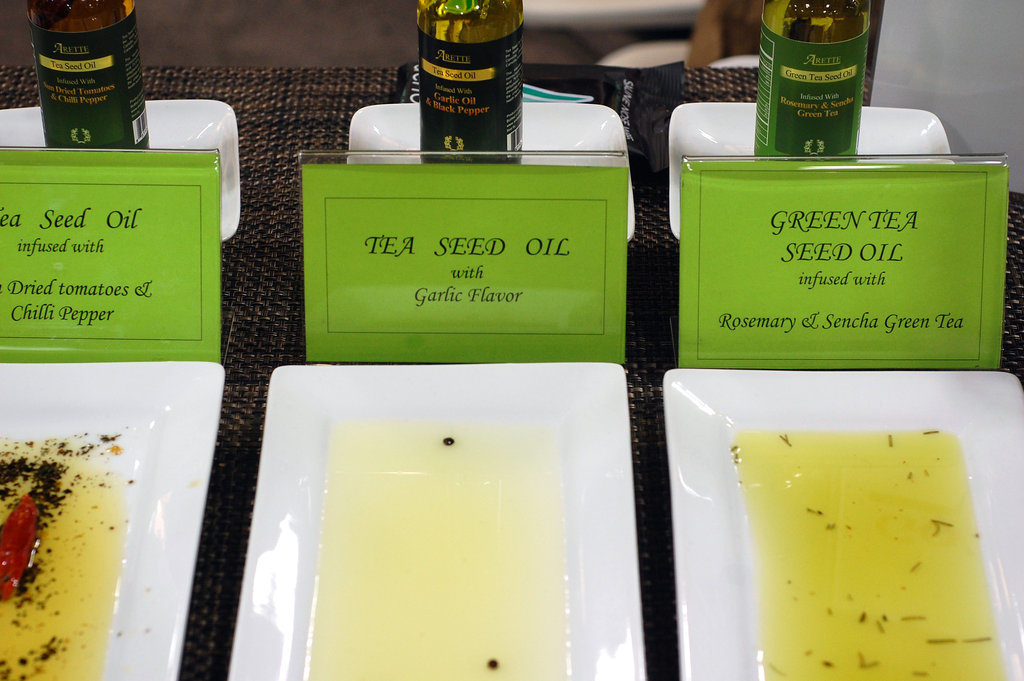 ARETTE
Tea Seed Oil
Infused With
Sun Dried Tomatoes
& Chilli Pepper
ARETTE
Tea Seed Oil
Infused With
Garlic Oil
& Black Pepper
ARETTE
Green Tea Seed Oil
Infused With
Rosemary & Sencha
Green Tea
ea Seed Oil
infused with
Dried tomatoes &
Chilli Pepper
TEA SEED OIL
with
Garlic Flavor
GREEN TEA
SEED OIL
infused with
Rosemary & Sencha Green Tea